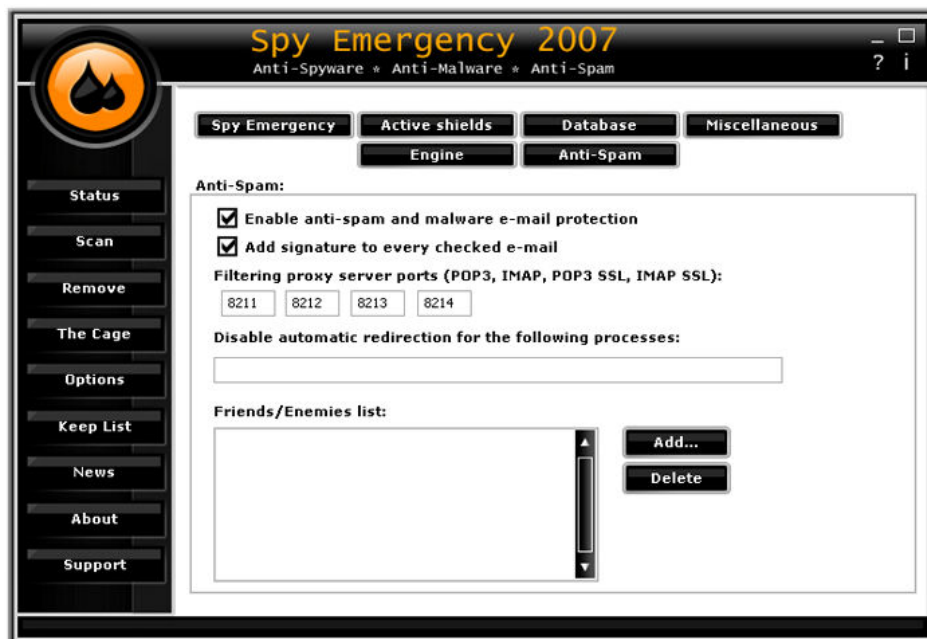 Spy Emergency 2007
Anti-Spyware * Anti-Malware * Anti-Spam
? i
Spy Emergency Active shields Database Miscellaneous
Engine Anti-Spam
Status
Scan
Remove
The Cage
Options
Keep List
News
About
Support
Anti-Spam:
Enable anti-spam and malware e-mail protection
Add signature to every checked e-mail
Filtering proxy server ports (POP3, IMAP, POP3 SSL, IMAP SSL):
8211 8212 8213 8214
Disable automatic redirection for the following processes:
Friends/Enemies list:
Add...
Delete